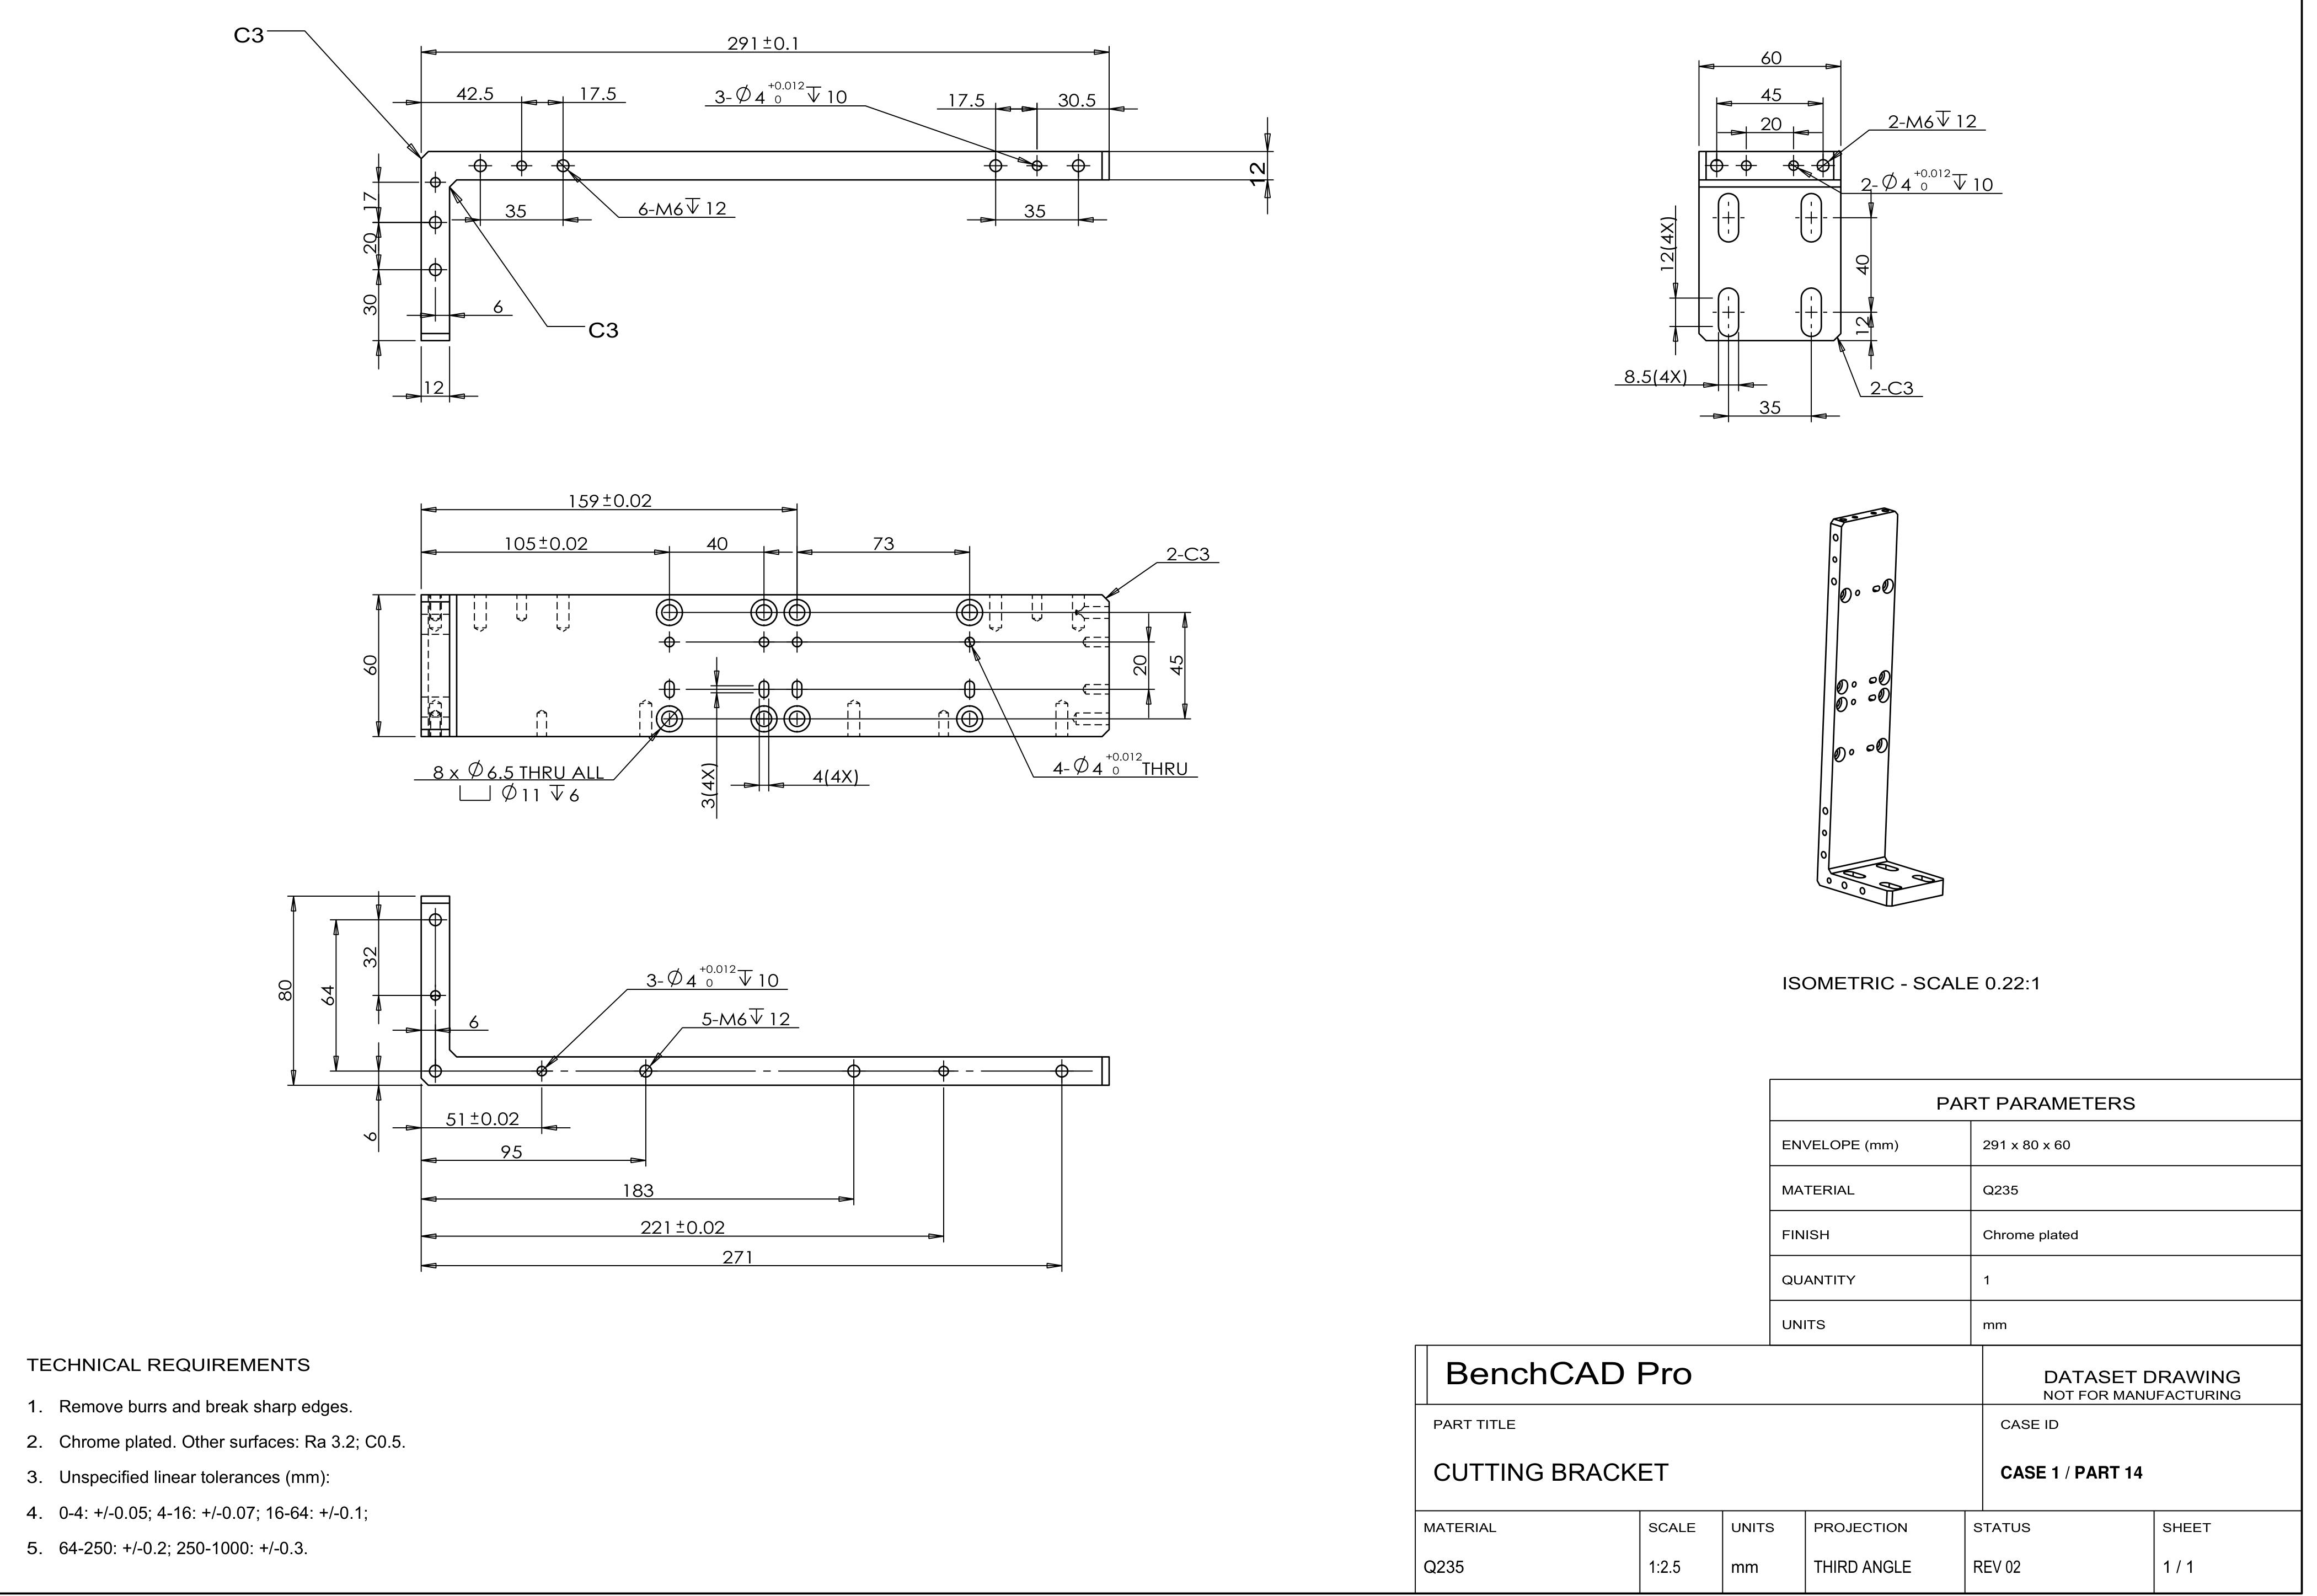 C3
291±0.1
42.5
17.5
3-∅4 +0.012 0 ↧10
17.5
30.5
12
17
20
30
35
6-M6↧12
35
6
C3
12
60
45
20
2-M6↧12
2-∅4 +0.012 0 ↧10
12(4X)
40
12
8.5(4X)
2-C3
35
159±0.02
105±0.02
40
73
2-C3
60
20
45
8 x ∅6.5 THRU ALL
⌴ ∅11 ↧6
3(4X)
4(4X)
4-∅4 +0.012 0 THRU
80
64
32
6
6
3-∅4 +0.012 0 ↧10
5-M6↧12
51±0.02
95
183
221±0.02
271
ISOMETRIC - SCALE 0.22:1
PART PARAMETERS
ENVELOPE (mm) 291 x 80 x 60
MATERIAL Q235
FINISH Chrome plated
QUANTITY 1
UNITS mm
TECHNICAL REQUIREMENTS
1. Remove burrs and break sharp edges.
2. Chrome plated. Other surfaces: Ra 3.2; C0.5.
3. Unspecified linear tolerances (mm):
4. 0-4: +/-0.05; 4-16: +/-0.07; 16-64: +/-0.1;
5. 64-250: +/-0.2; 250-1000: +/-0.3.
BenchCAD Pro
DATASET DRAWING
NOT FOR MANUFACTURING
PART TITLE
CUTTING BRACKET
CASE ID
CASE 1 / PART 14
MATERIAL SCALE UNITS PROJECTION STATUS SHEET
Q235 1:2.5 mm THIRD ANGLE REV 02 1 / 1